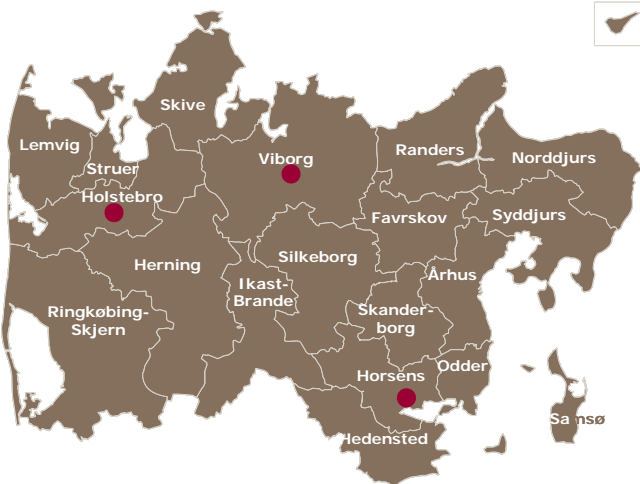 Skive
Lemvig
Struer
Viborg
Randers
Norddjurs
Holstebro
Favrskov
Syddjurs
Herning
Silkeborg
Århus
Ikast-
Brande
Ringkøbing-
Skjern
Skander-
borg
Horsens
Odder
Samsø
Hedensted